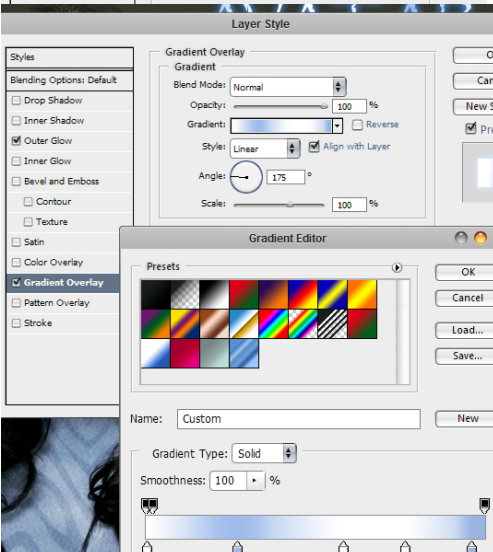 Layer Style
Styles
Blending Options: Default
Drop Shadow
Inner Shadow
Outer Glow
Inner Glow
Bevel and Emboss
Contour
Texture
Satin
Color Overlay
Gradient Overlay
Pattern Overlay
Stroke
Gradient Overlay
Gradient
Blend Mode: Normal
Opacity: 100 %
Gradient: Reverse
Style: Linear Align with Layer
Angle: 175 °
Scale: 100 %
O
Can
New S
Pre
Gradient Editor
Presets
OK
Cancel
Load...
Save...
Name: Custom
New
Gradient Type: Solid
Smoothness: 100 %